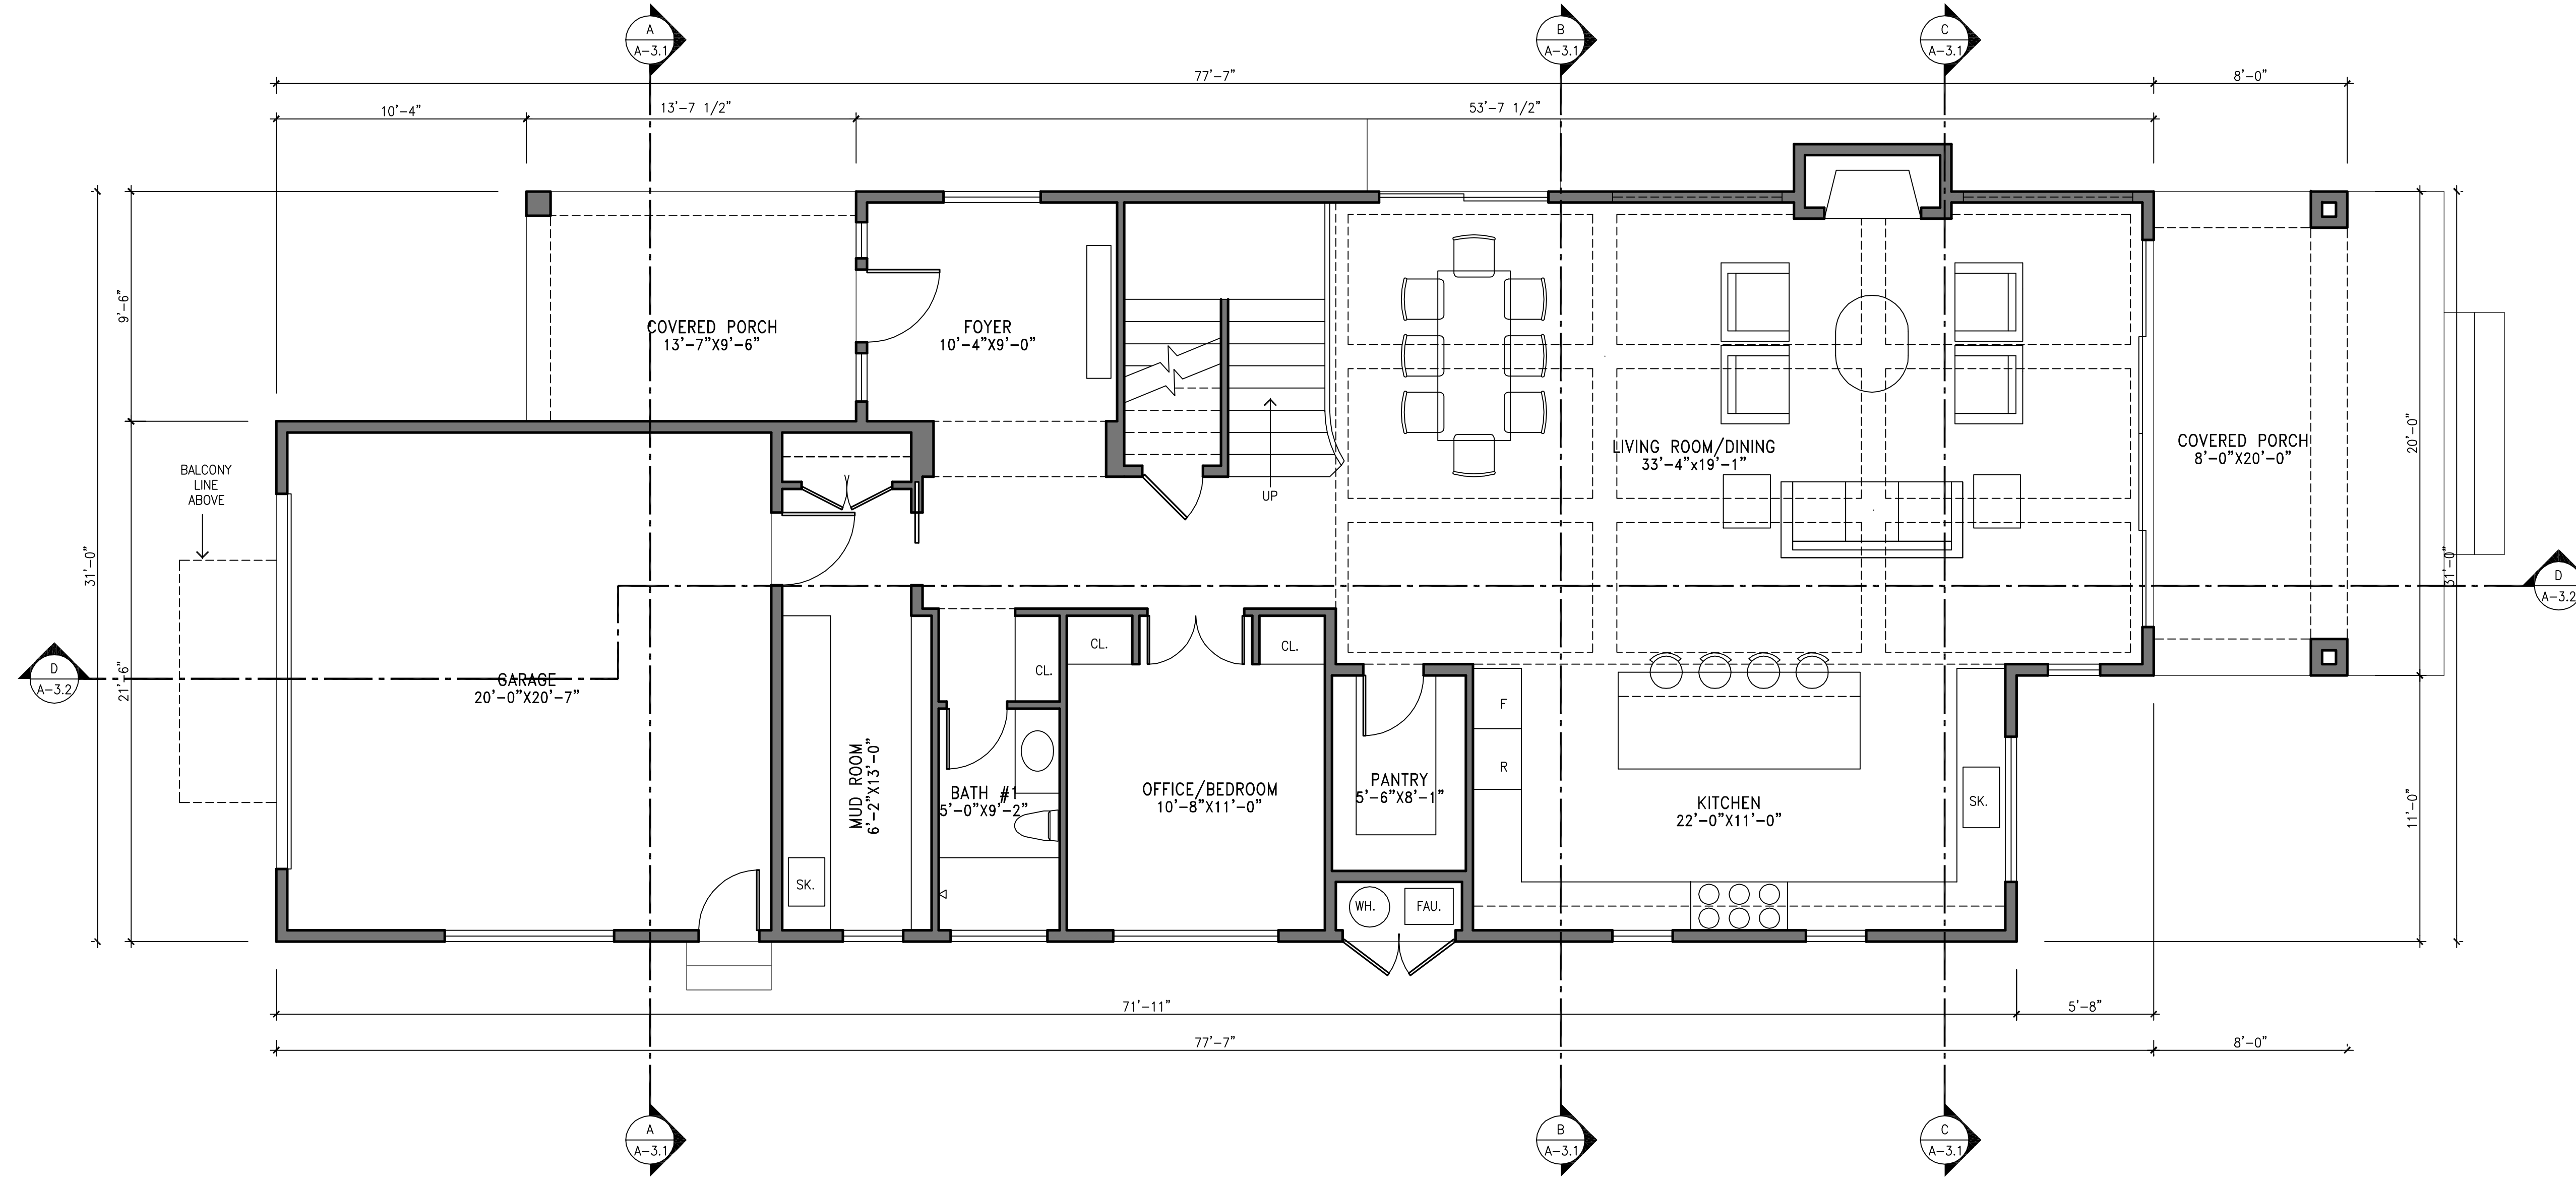 A
A-3.1
B
A-3.1
C
A-3.1
77'-7"
8'-0"
10'-4"
13'-7 1/2"
53'-7 1/2"
9'-6"
31'-0"
21'-6"
COVERED PORCH
13'-7"X9'-6"
FOYER
10'-4"X9'-0"
BALCONY
LINE
ABOVE
V
UP
LIVING ROOM/DINING
33'-4"x19'-1"
COVERED PORCH
8'-0"X20'-0"
20'-0"
31'-0"
D
A-3.2
D
A-3.2
GARAGE
20'-0"X20'-7"
CL.
CL.
CL.
MUD ROOM
6'-2"X13'-0"
SK.
BATH #1
5'-0"X9'-2"
OFFICE/BEDROOM
10'-8"X11'-0"
PANTRY
5'-6"X8'-1"
F
R
KITCHEN
22'-0"X11'-0"
SK.
11'-0"
WH.
FAU.
71'-11"
5'-8"
77'-7"
8'-0"
A
A-3.1
B
A-3.1
C
A-3.1